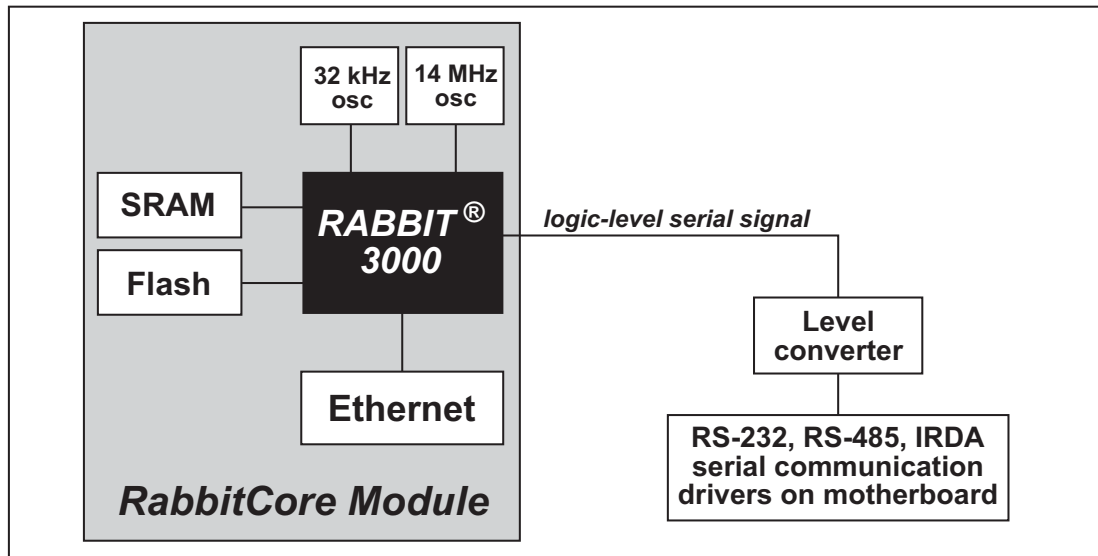 32 kHz
osc
14 MHz
osc
SRAM
RABBIT ®
3000
logic-level serial signal
Flash
Level
converter
Ethernet
RS-232, RS-485, IRDA
serial communication
drivers on motherboard
RabbitCore Module